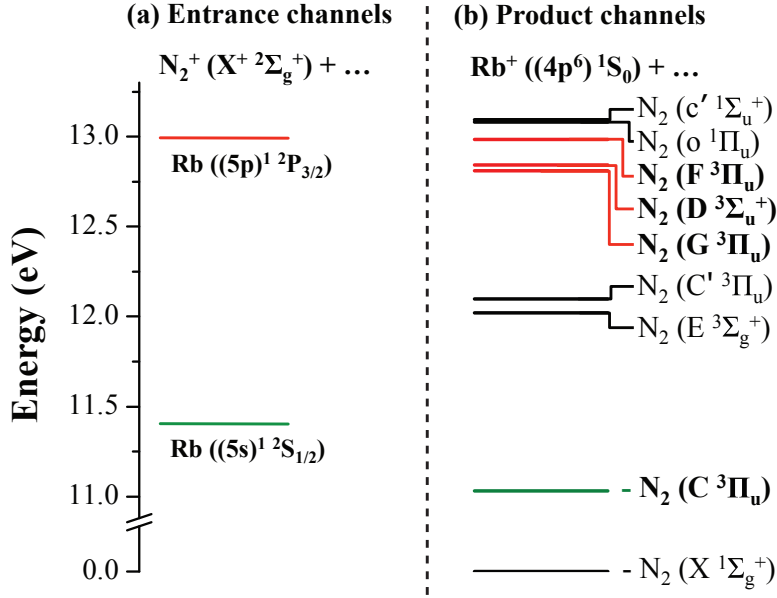 (a) Entrance channels
N₂⁺ (X⁺ ²Σg⁺) + …
Energy (eV)
13.0
12.5
12.0
11.5
11.0
0.0
Rb ((5p)¹ ²P₃/₂)
Rb ((5s)¹ ²S₁/₂)
(b) Product channels
Rb⁺ ((4p⁶) ¹S₀) + …
N₂ (c' ¹Σᵤ⁺)
N₂ (o ¹Πᵤ)
N₂ (F ³Πᵤ)
N₂ (D ³Σᵤ⁺)
N₂ (G ³Πᵤ)
N₂ (C' ³Πᵤ)
N₂ (E ³Σg⁺)
N₂ (C ³Πᵤ)
N₂ (X ¹Σg⁺)